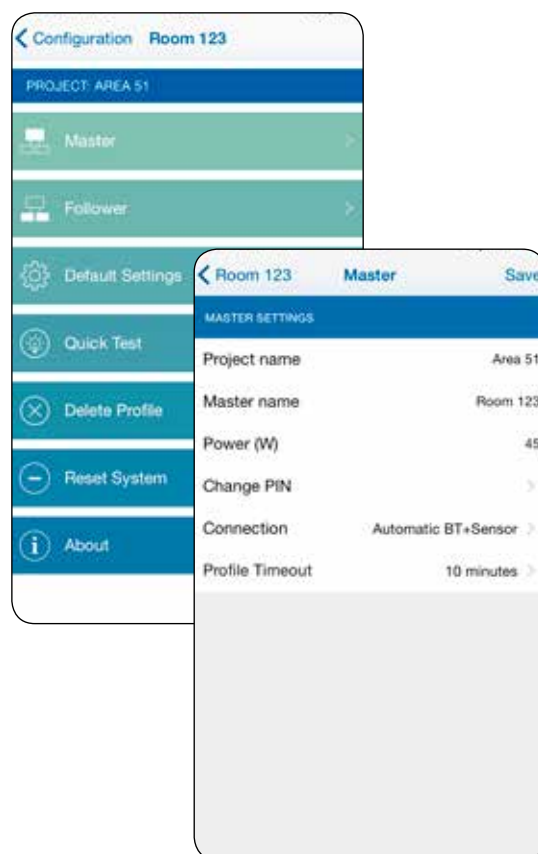 Configuration Room 123
PROJECT: AREA 51
Master
Follower
Default Settings
Quick Test
Delete Profile
Reset System
About
Room 123 Master Save
MASTER SETTINGS
Project name Area 51
Master name Room 123
Power (W) 45
Change PIN
Connection Automatic BT+Sensor
Profile Timeout 10 minutes